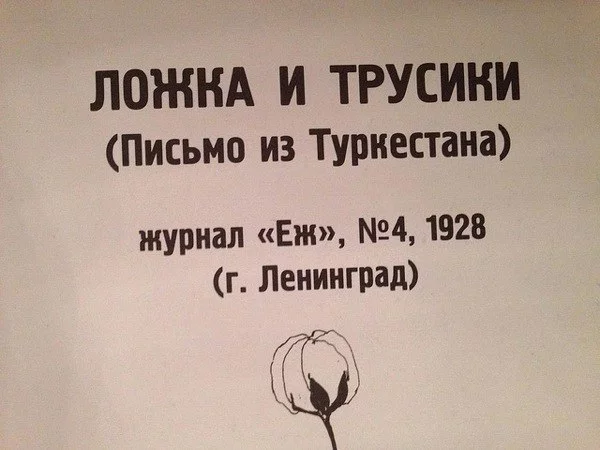 ЛОЖКА И ТРУСИКИ
(Письмо из Туркестана)
журнал «Еж», №4, 1928
(г. Ленинград)